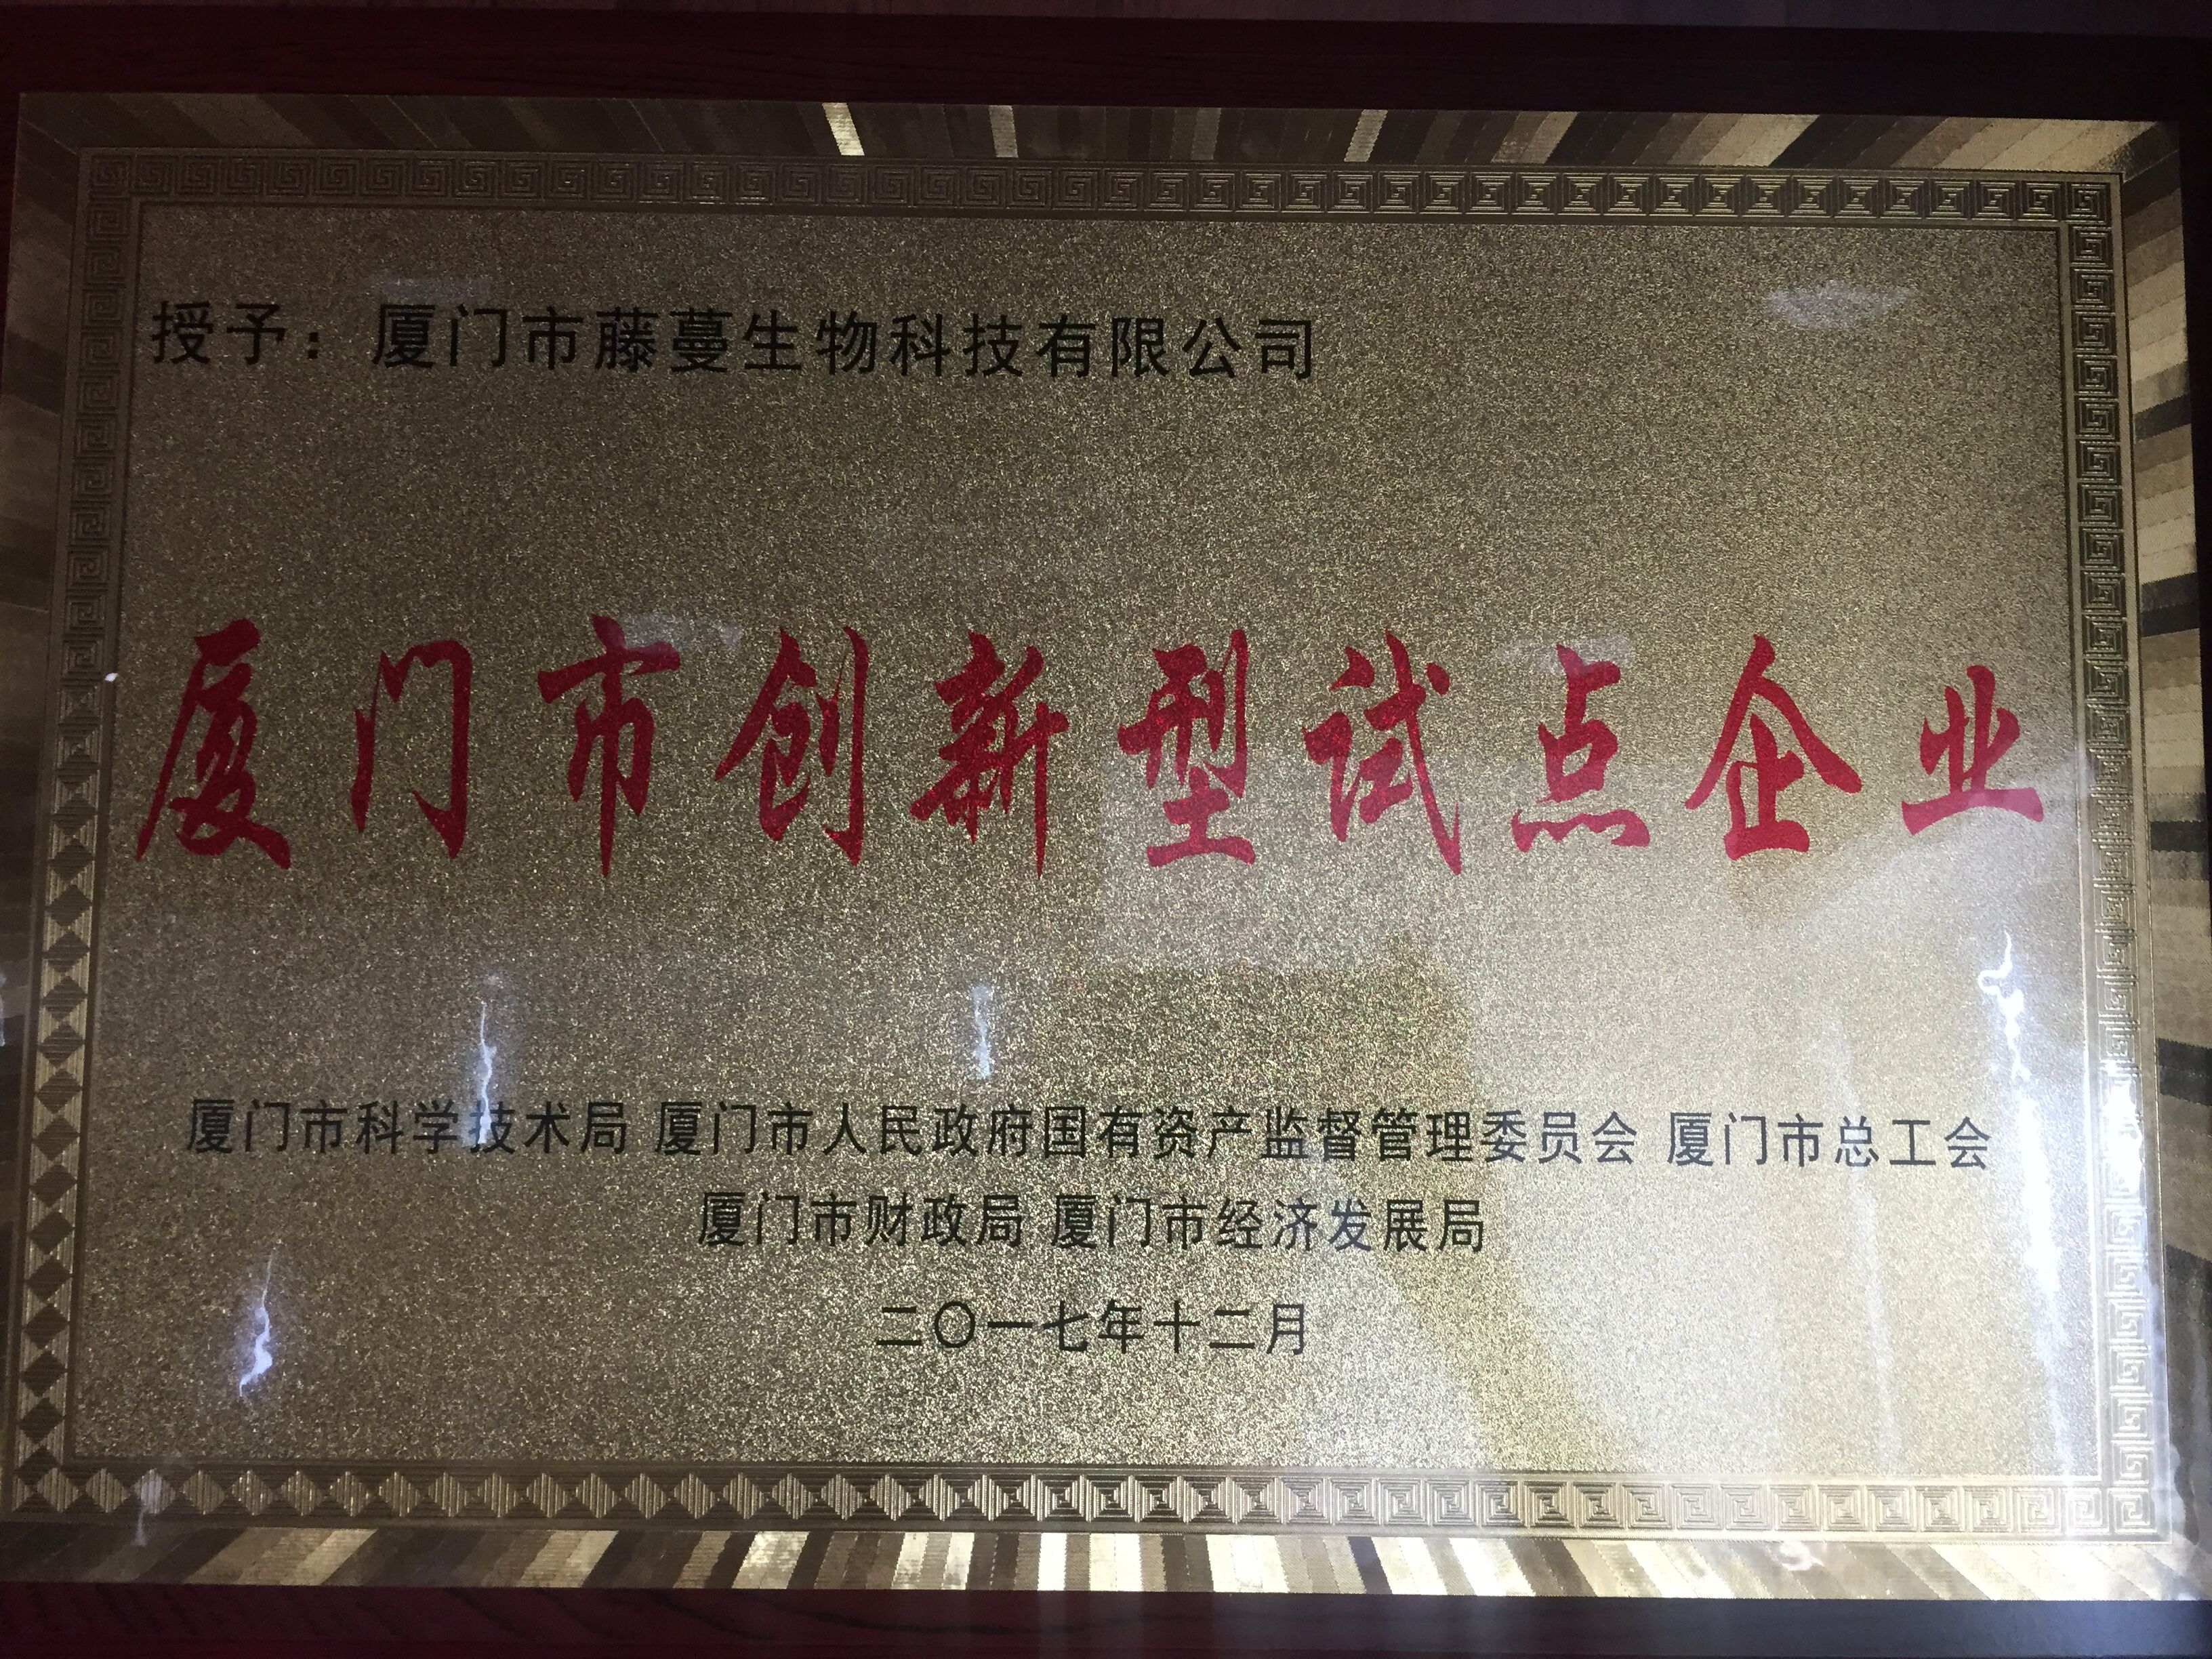 授予：厦门市藤蔓生物科技有限公司
厦门市创新型试点企业
厦门市科学技术局 厦门市人民政府国有资产监督管理委员会 厦门市总工会
厦门市财政局 厦门市经济发展局
二〇一七年十二月